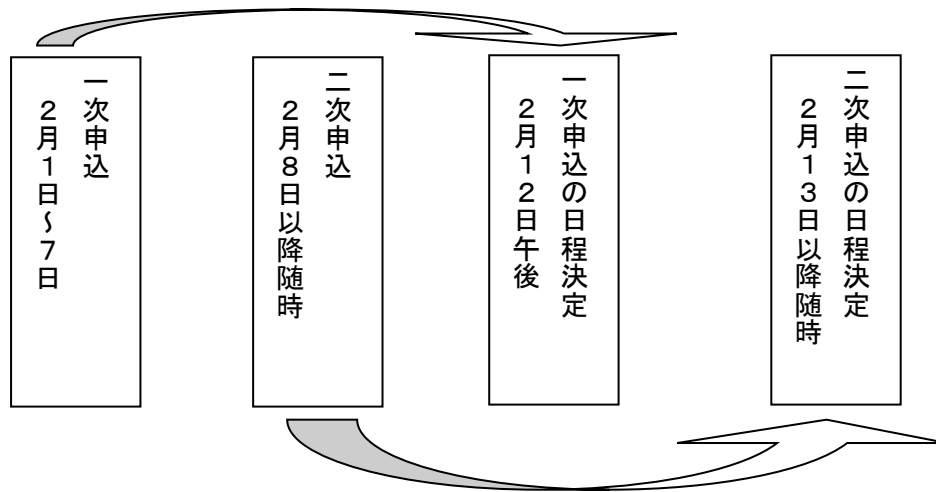 一次申込
２月１日～７日
二次申込
２月８日以降随時
一次申込の日程決定
２月１２日午後
二次申込の日程決定
２月１３日以降随時